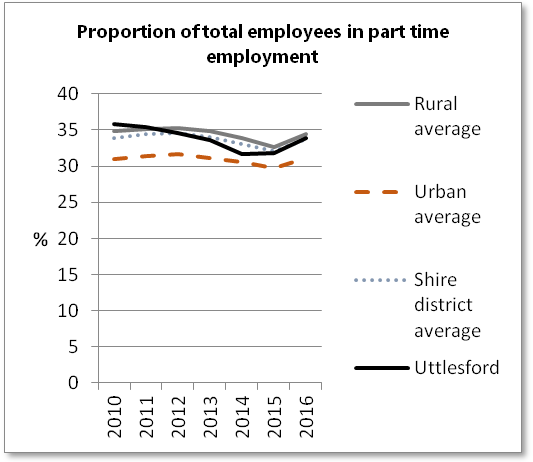 Proportion of total employees in part time
employment
40
35
30
25
20
15
10
5
0
%
2010
2011
2012
2013
2014
2015
2016
Rural
average
Urban
average
Shire
district
average
Uttlesford